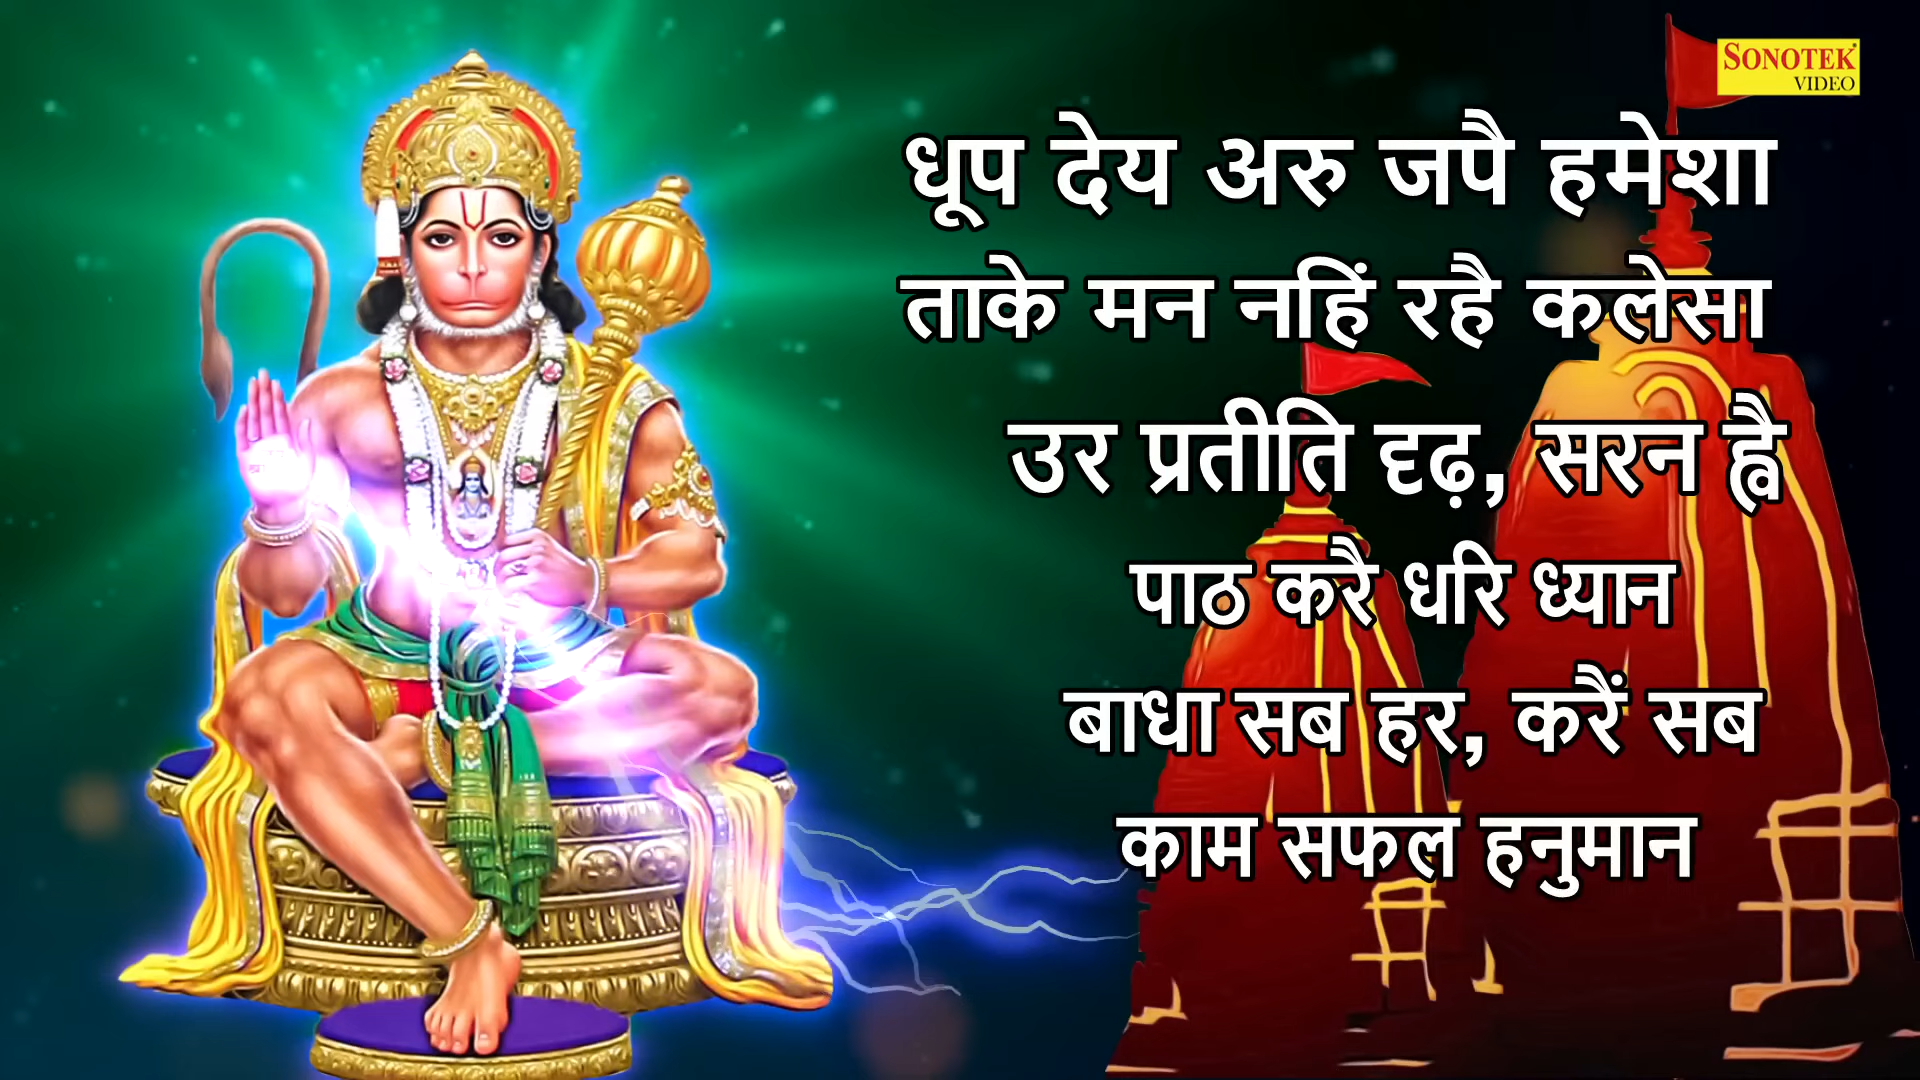 SONOTEK
VIDEO
धूप देय अरु जपै हमेशा
ताके मन नहिं रहै कलेसा
उर प्रतीति दृढ़, सरन ह्वै
पाठ करै धरि ध्यान
बाधा सब हर, करैं सब
काम सफल हनुमान